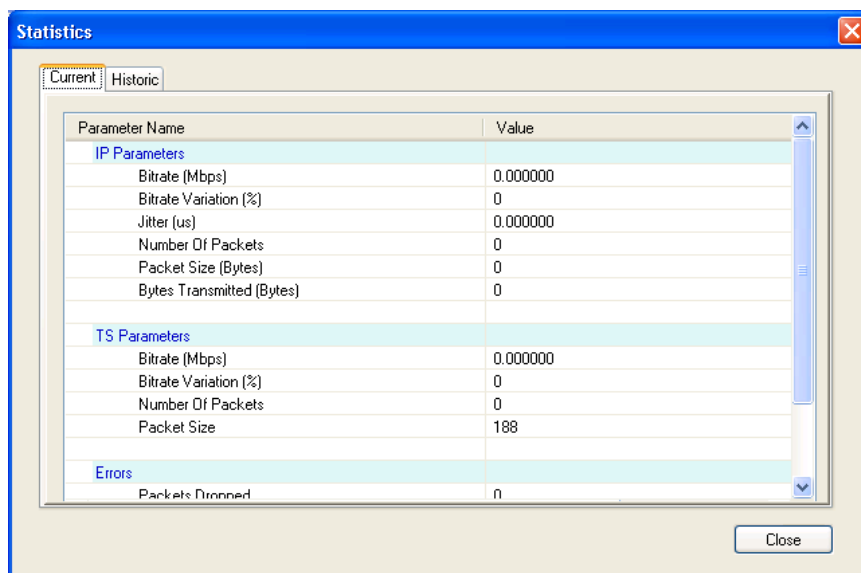 Statistics
Current Historic
Parameter Name Value
IP Parameters
Bitrate (Mbps) 0.000000
Bitrate Variation (%) 0
Jitter (us) 0.000000
Number Of Packets 0
Packet Size (Bytes) 0
Bytes Transmitted (Bytes) 0
TS Parameters
Bitrate (Mbps) 0.000000
Bitrate Variation (%) 0
Number Of Packets 0
Packet Size 188
Errors
Packets Dropped 0
Close